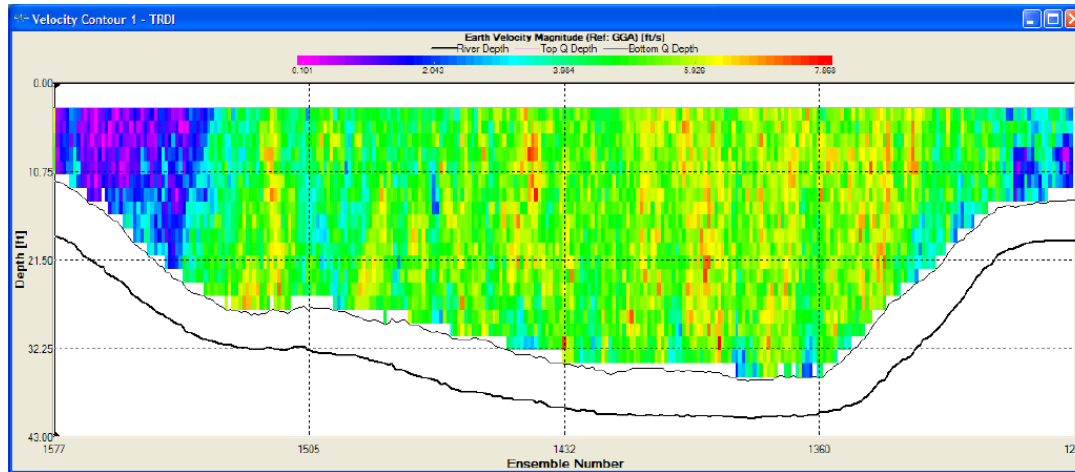 Velocity Contour 1 - TRDI
Earth Velocity Magnitude (Ref: GGA) [ft/s]
River Depth Top Q Depth Bottom Q Depth
0.101 2.043 3.984 5.926 7.868
0.00
10.75
21.50
32.25
43.00
Depth [ft]
1577 1505 1432 1360 12
Ensemble Number